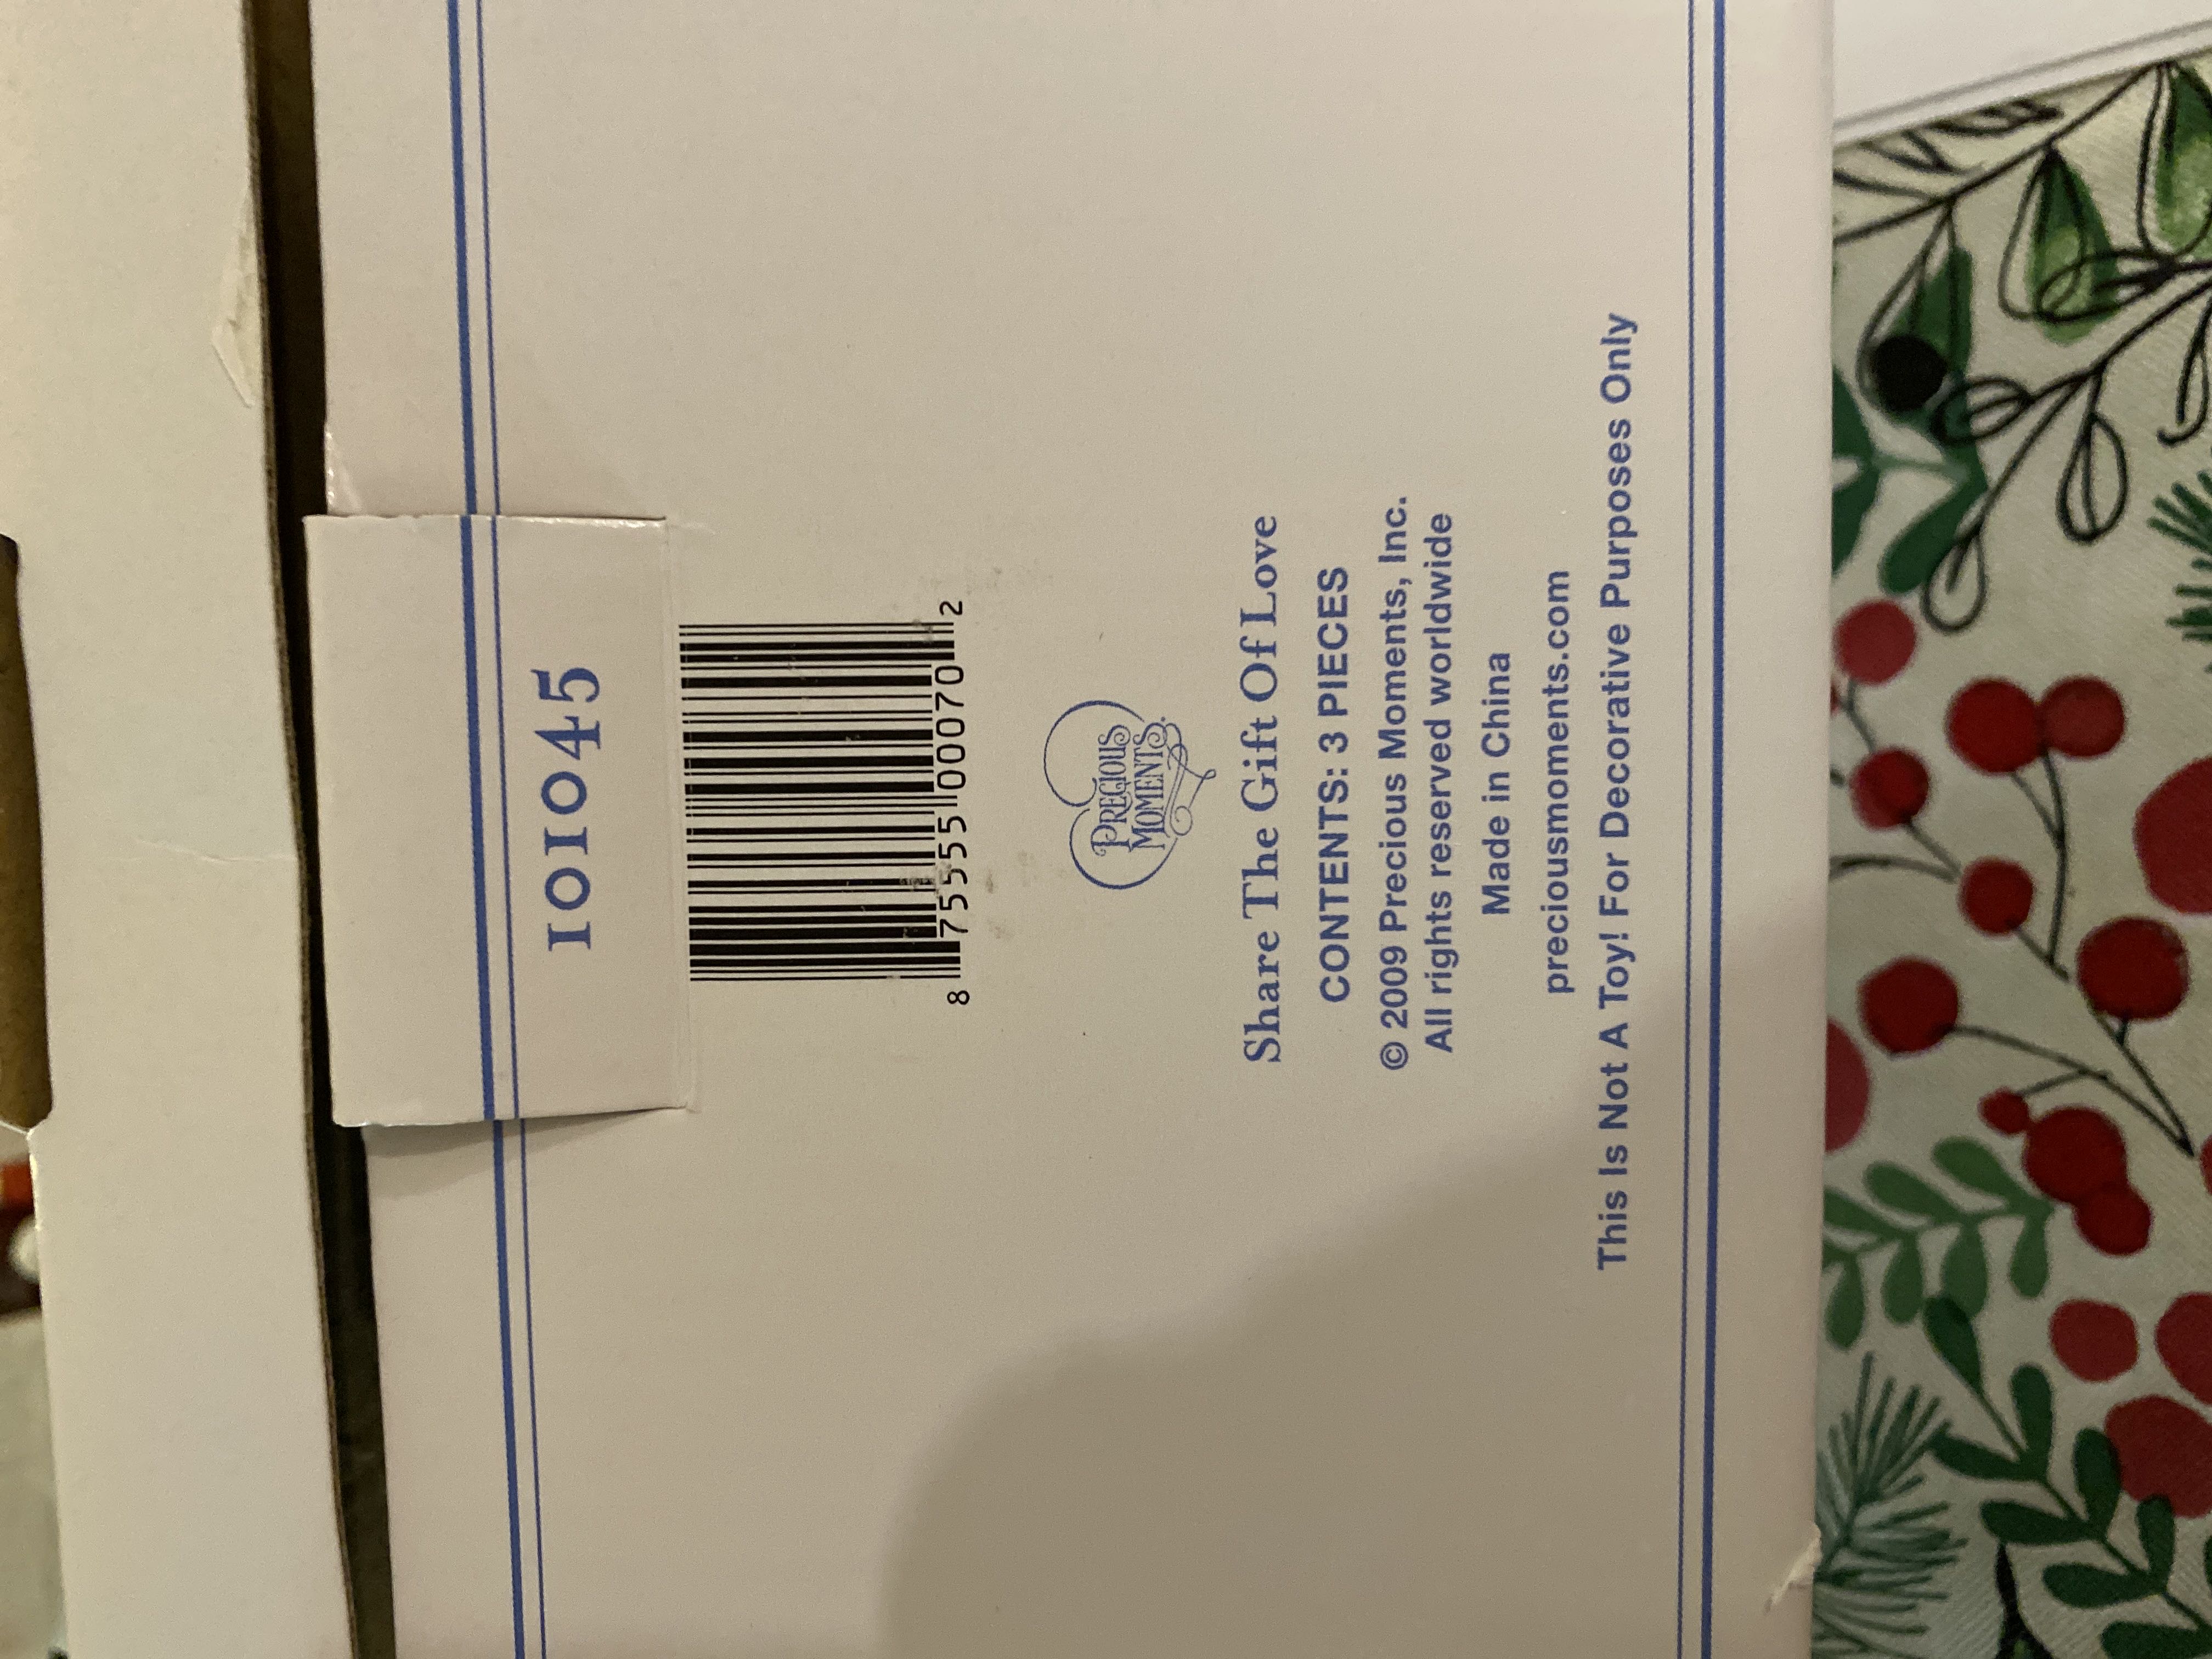 101045
8 75555 00070 2
PRECIOUS
MOMENTS®
Share The Gift Of Love
CONTENTS: 3 PIECES
© 2009 Precious Moments, Inc.
All rights reserved worldwide
Made in China
preciousmoments.com
This Is Not A Toy! For Decorative Purposes Only